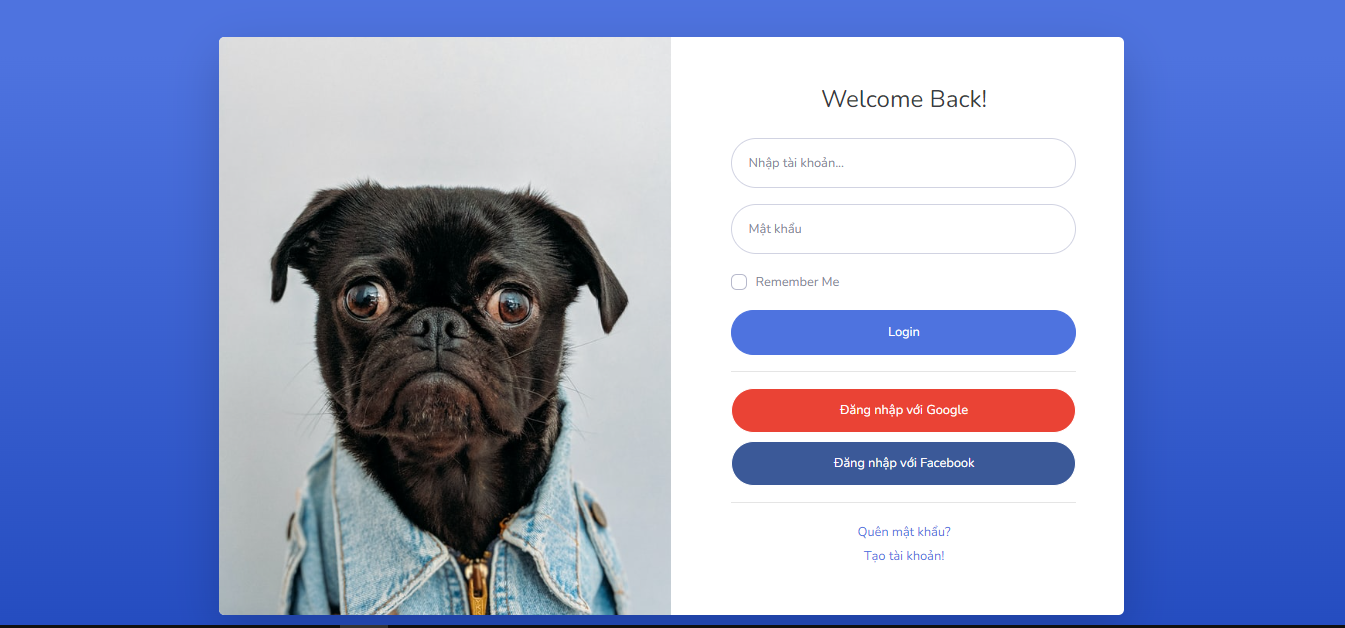 Welcome Back!
Nhập tài khoản...
Mật khẩu
Remember Me
Login
Đăng nhập với Google
Đăng nhập với Facebook
Quên mật khẩu?
Tạo tài khoản!